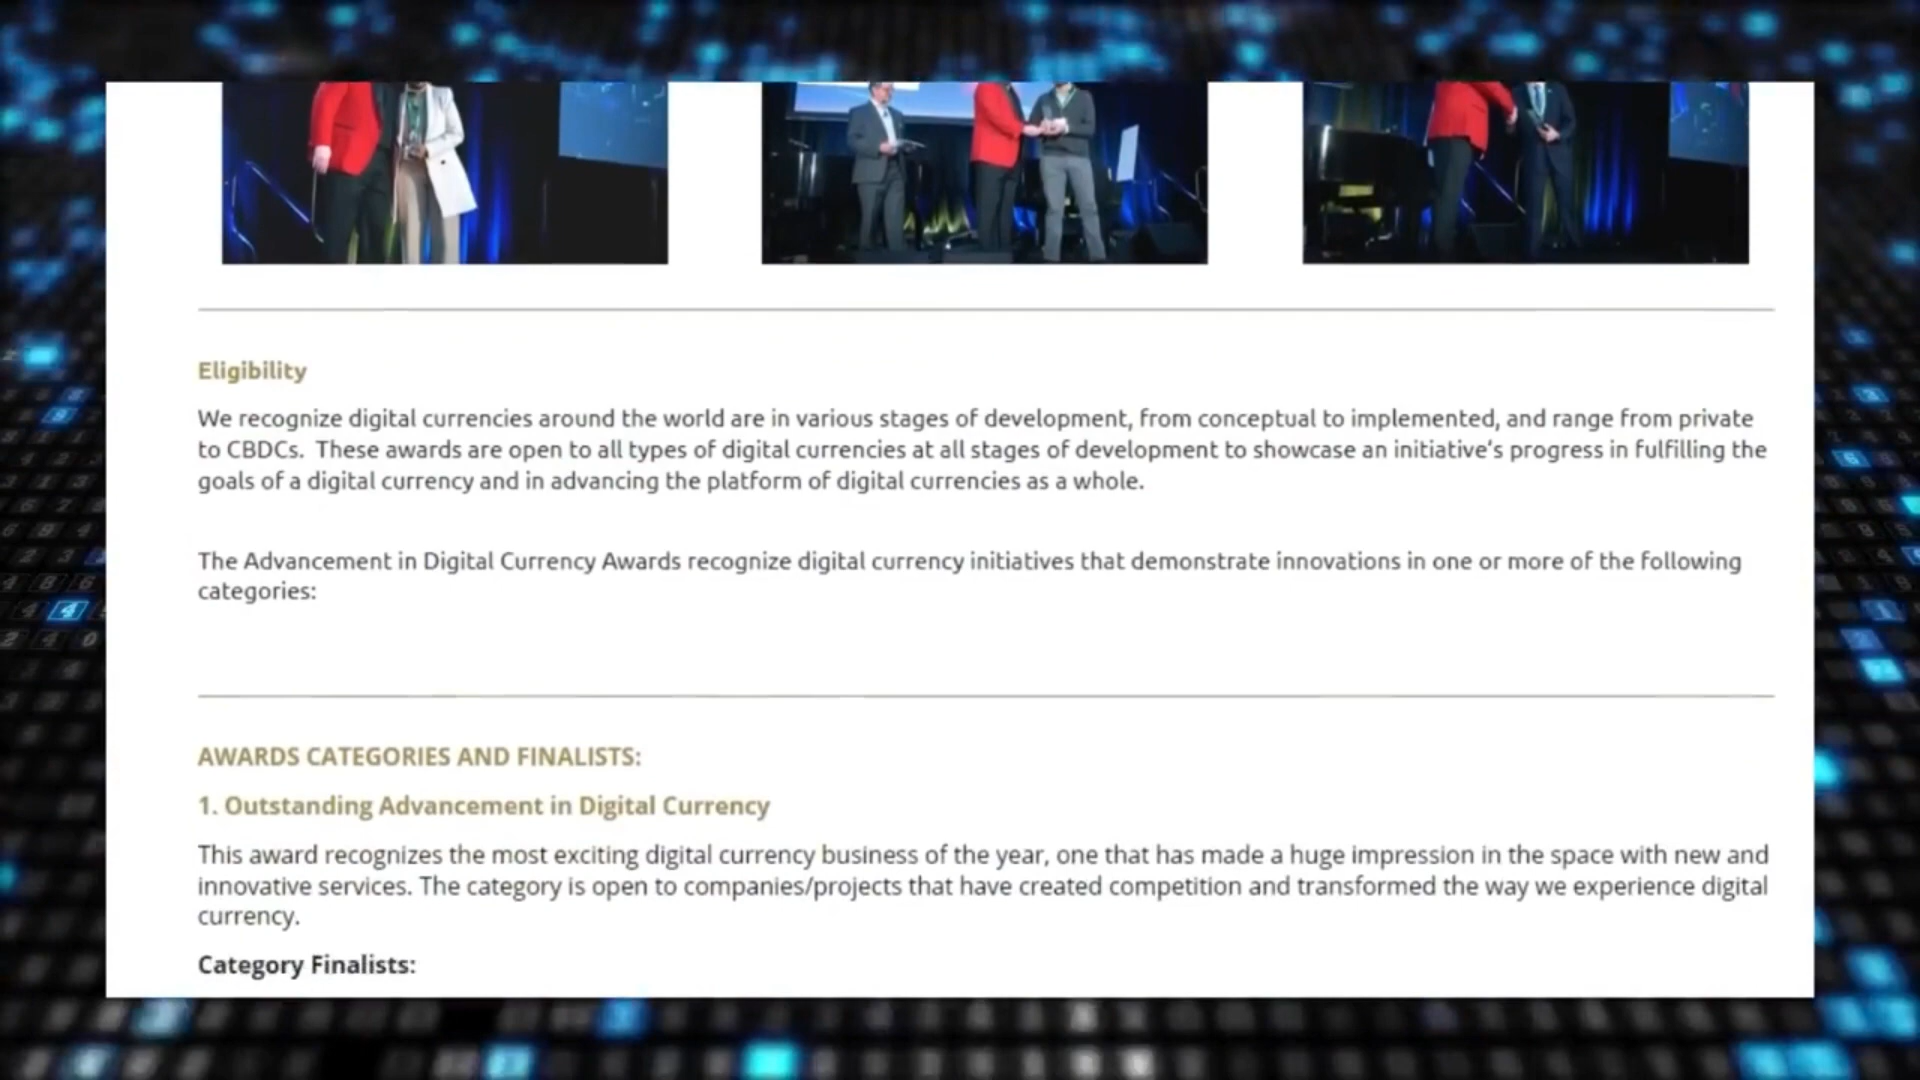 Eligibility
We recognize digital currencies around the world are in various stages of development, from conceptual to implemented, and range from private
to CBDCs.  These awards are open to all types of digital currencies at all stages of development to showcase an initiative's progress in fulfilling the
goals of a digital currency and in advancing the platform of digital currencies as a whole.
The Advancement in Digital Currency Awards recognize digital currency initiatives that demonstrate innovations in one or more of the following
categories:
AWARDS CATEGORIES AND FINALISTS:
1. Outstanding Advancement in Digital Currency
This award recognizes the most exciting digital currency business of the year, one that has made a huge impression in the space with new and
innovative services. The category is open to companies/projects that have created competition and transformed the way we experience digital
currency.
Category Finalists: